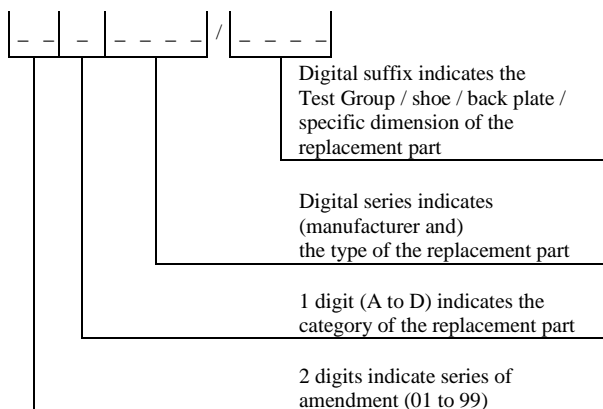 _ _ _ _ _ _ _ / _ _ _ _
Digital suffix indicates the
Test Group / shoe / back plate /
specific dimension of the
replacement part
Digital series indicates
(manufacturer and)
the type of the replacement part
1 digit (A to D) indicates the
category of the replacement part
2 digits indicate series of
amendment (01 to 99)